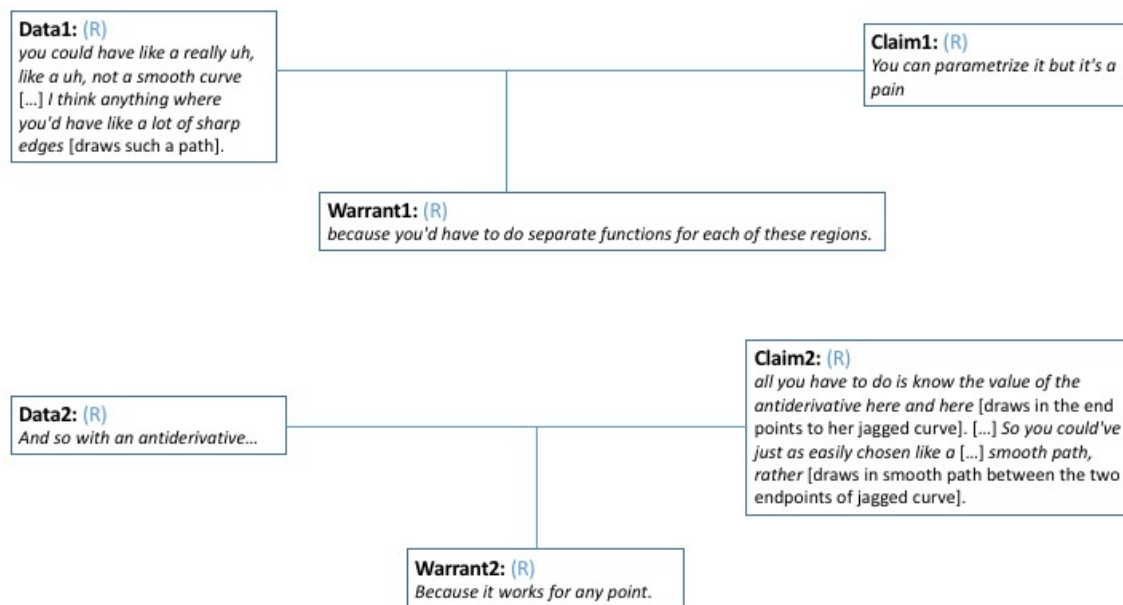 Data1: (R)
you could have like a really uh,
like a uh, not a smooth curve
[…] I think anything where
you'd have like a lot of sharp
edges [draws such a path].
Claim1: (R)
You can parametrize it but it's a
pain
Warrant1: (R)
because you'd have to do separate functions for each of these regions.
Data2: (R)
And so with an antiderivative…
Claim2: (R)
all you have to do is know the value of the
antiderivative here and here [draws in the end
points to her jagged curve]. […] So you could've
just as easily chosen like a […] smooth path,
rather [draws in smooth path between the two
endpoints of jagged curve].
Warrant2: (R)
Because it works for any point.